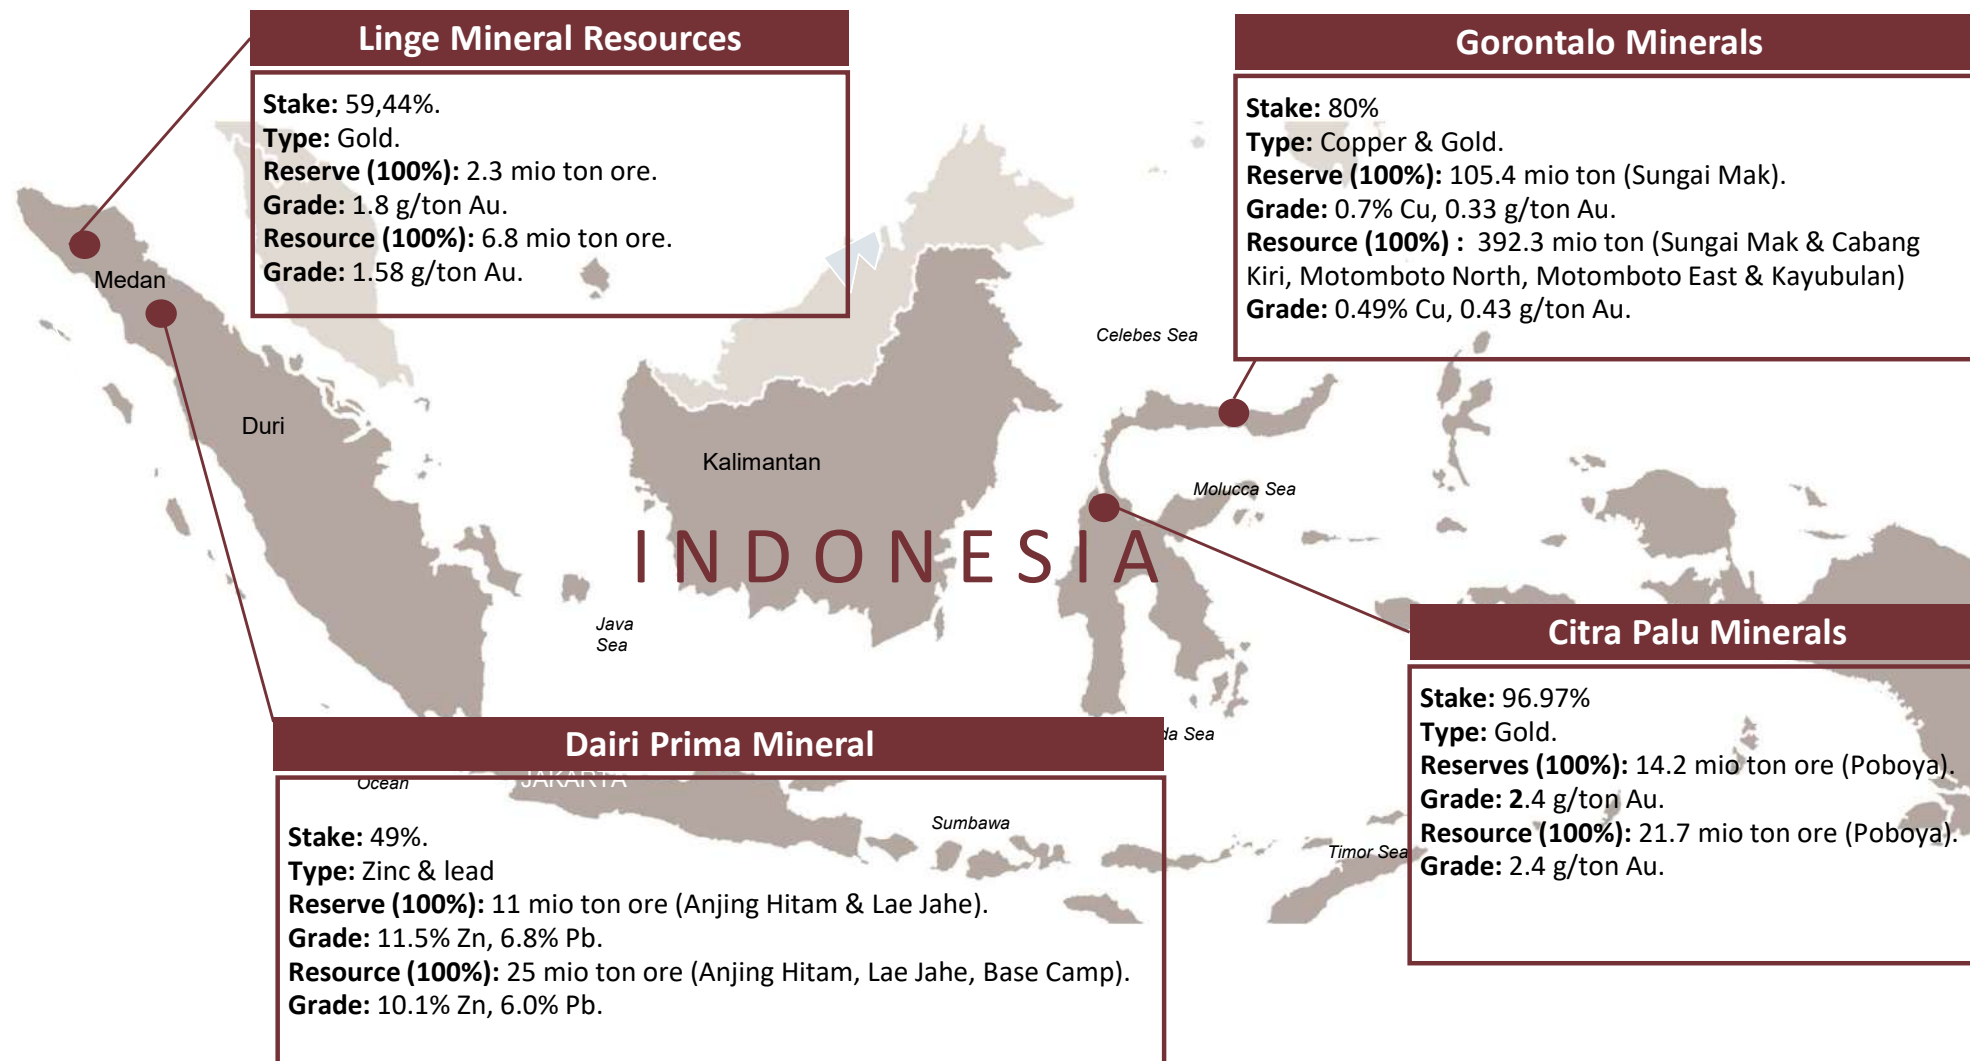 Linge Mineral Resources
Stake: 59,44%.
Type: Gold.
Reserve (100%): 2.3 mio ton ore.
Grade: 1.8 g/ton Au.
Resource (100%): 6.8 mio ton ore.
Grade: 1.58 g/ton Au.
Gorontalo Minerals
Stake: 80%
Type: Copper & Gold.
Reserve (100%): 105.4 mio ton (Sungai Mak).
Grade: 0.7% Cu, 0.33 g/ton Au.
Resource (100%) : 392.3 mio ton (Sungai Mak & Cabang
Kiri, Motomboto North, Motomboto East & Kayubulan)
Grade: 0.49% Cu, 0.43 g/ton Au.
Medan
Duri
Kalimantan
Celebes Sea
Molucca Sea
INDONESIA
Java
Sea
Citra Palu Minerals
Stake: 96.97%
Type: Gold.
Reserves (100%): 14.2 mio ton ore (Poboya).
Grade: 2.4 g/ton Au.
Resource (100%): 21.7 mio ton ore (Poboya).
Grade: 2.4 g/ton Au.
da Sea
Dairi Prima Mineral
Ocean
JAKARTA
Stake: 49%.
Type: Zinc & lead
Reserve (100%): 11 mio ton ore (Anjing Hitam & Lae Jahe).
Grade: 11.5% Zn, 6.8% Pb.
Resource (100%): 25 mio ton ore (Anjing Hitam, Lae Jahe, Base Camp).
Grade: 10.1% Zn, 6.0% Pb.
Sumbawa
Timor Sea